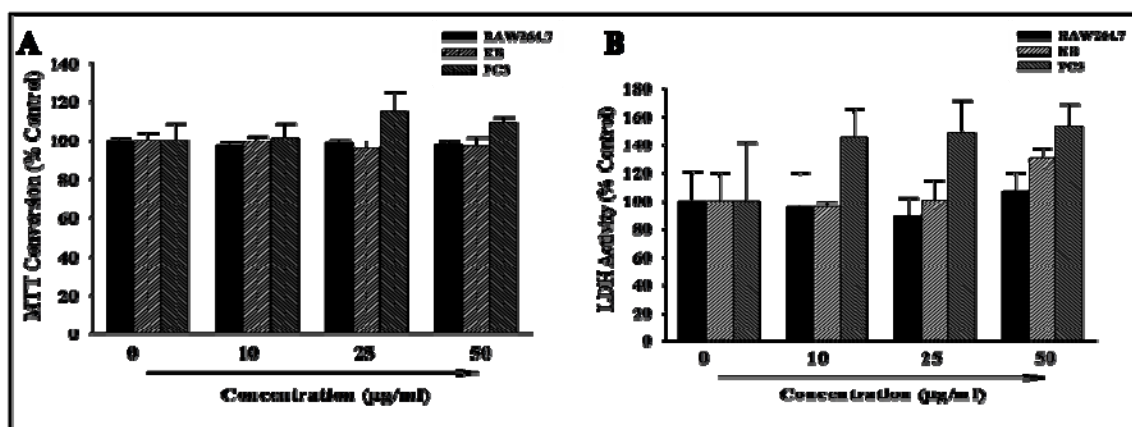 A
RAW264.7
KB
PC3
MTT Conversion (% Control)
140
120
100
80
60
40
20
0
0 10 25 50
Concentration (µg/ml)
B
RAW264.7
KB
PC3
LDH Activity (% Control)
180
160
140
120
100
80
60
40
20
0
0 10 25 50
Concentration (µg/ml)